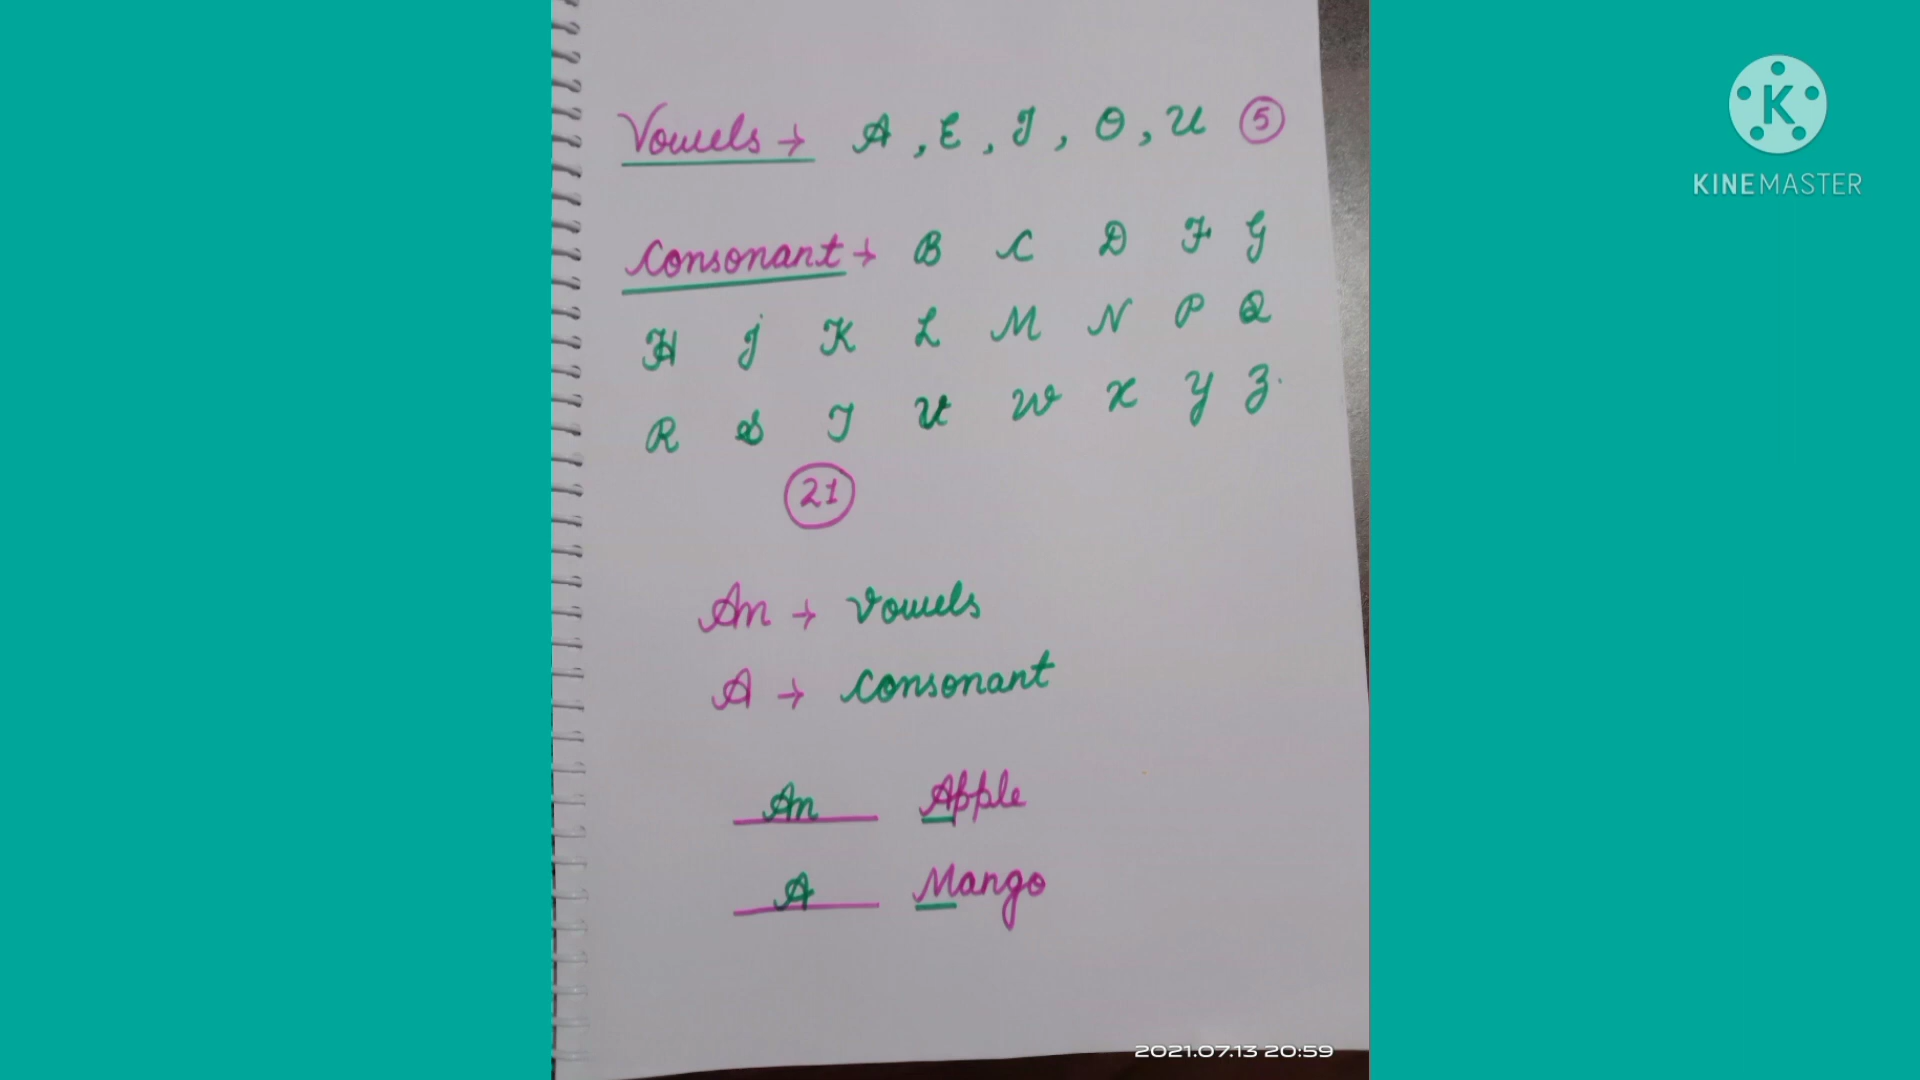 Vowels → A, E, I, O, U 5
Consonant → B C D F G
H J K L M N P Q
R S T V W X Y Z.
21
An → Vowels
A → Consonant
An Apple
A Mango
K
KINEMASTER
2021.07.13 20:59